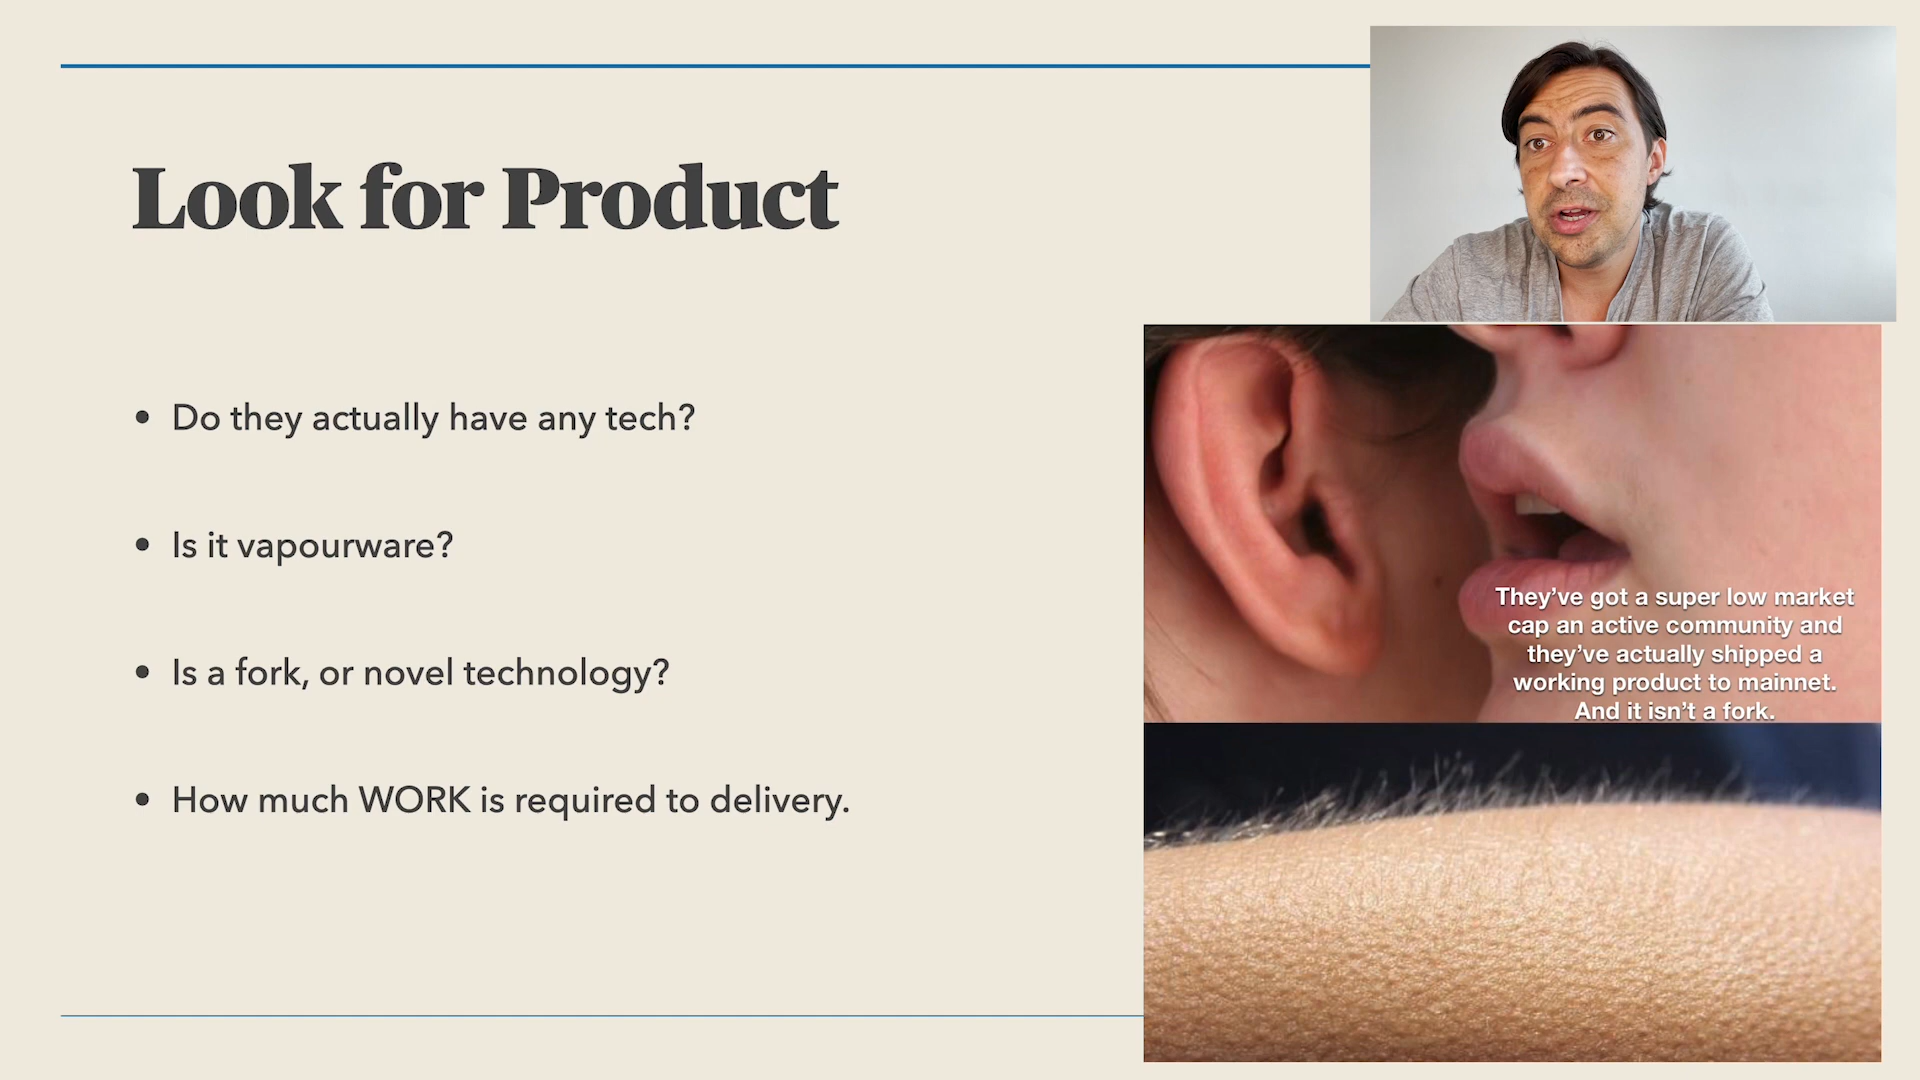 Look for Product
• Do they actually have any tech?
• Is it vapourware?
• Is a fork, or novel technology?
• How much WORK is required to delivery.
They’ve got a super low market
cap an active community and
they’ve actually shipped a
working product to mainnet.
And it isn’t a fork.